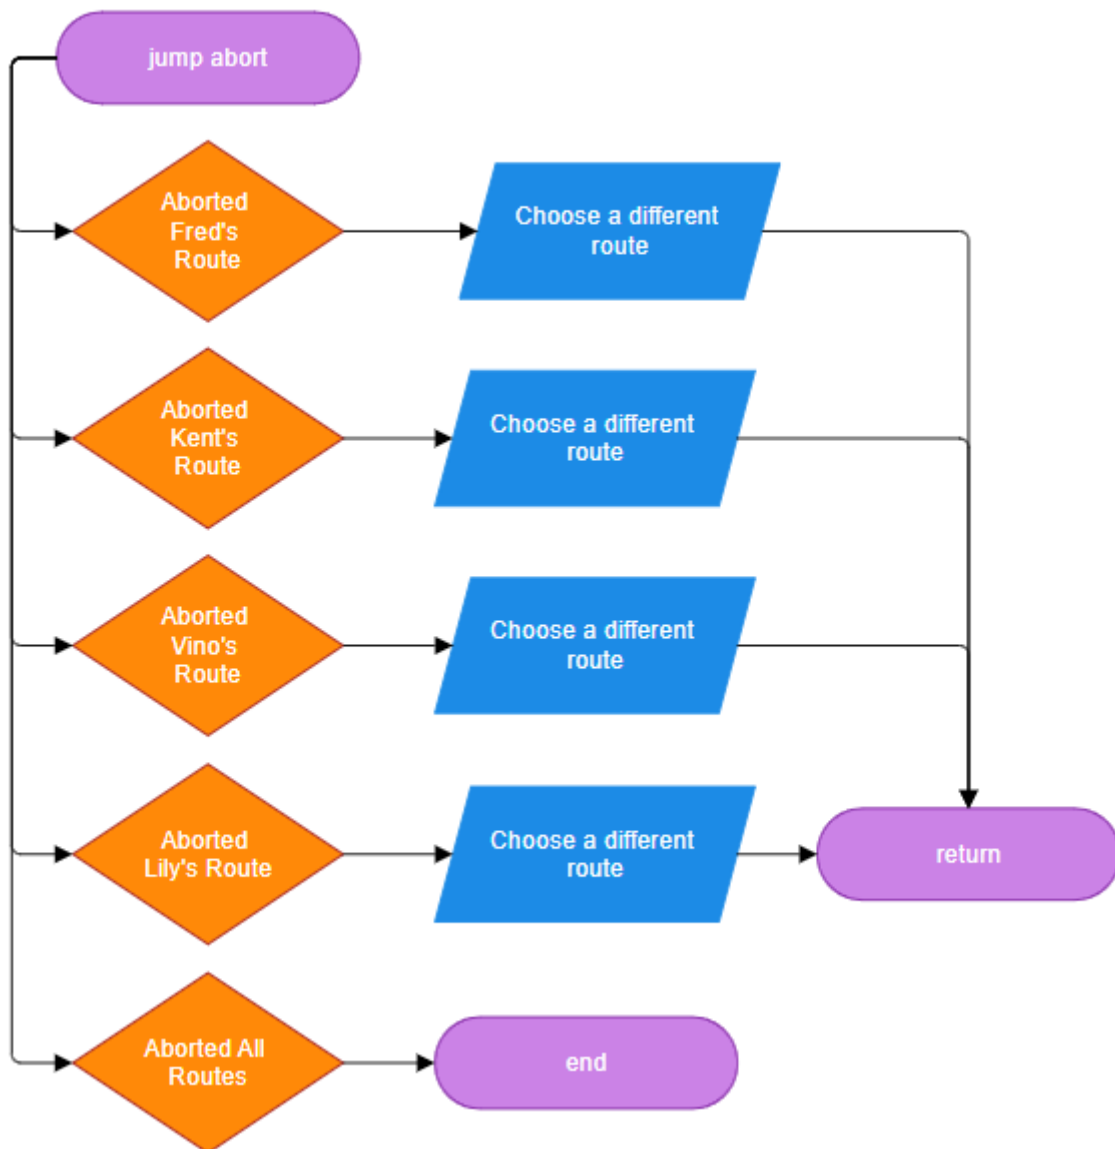 jump abort
Aborted
Fred's
Route
Choose a different
route
Aborted
Kent's
Route
Choose a different
route
Aborted
Vino's
Route
Choose a different
route
Aborted
Lily's Route
Choose a different
route
return
Aborted All
Routes
end